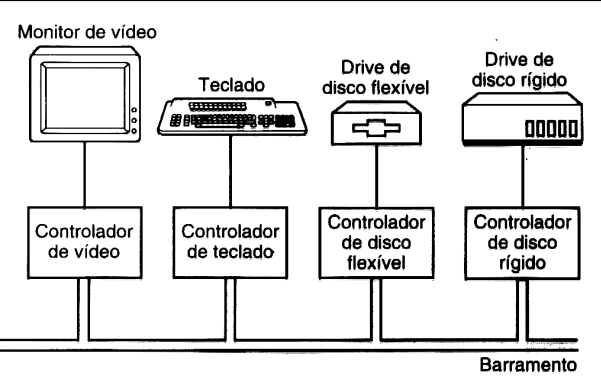 Monitor de vídeo
Teclado
Drive de
disco flexível
Drive de
disco rígido
Controlador
de vídeo
Controlador
de teclado
Controlador
de disco
flexível
Controlador
de disco
rígido
Barramento